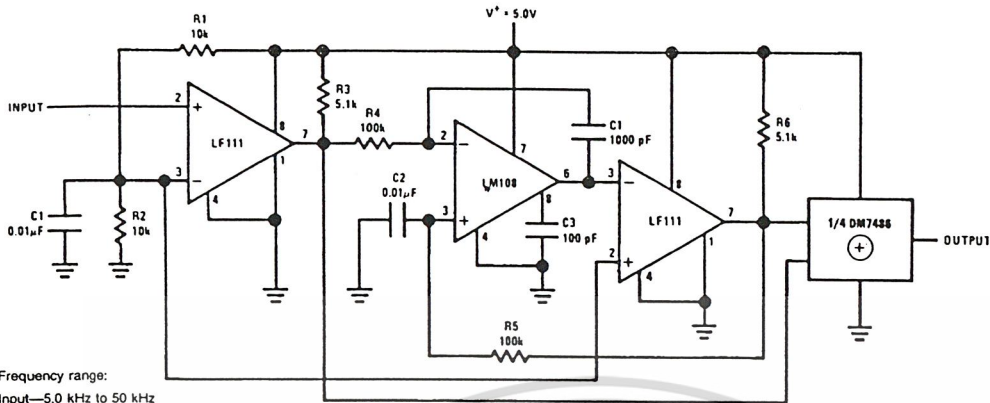 V+ = 5.0V
R1
10k
R3
5.1k
R4
100k
C1
1000 pF
R6
5.1k
INPUT
2
+
8
LF111
7
1
3
−
4
2
−
7
LM108
6
8
3
+
4
3
−
8
LF111
7
1
2
+
4
1/4 DM7486
+
OUTPUT
C1
0.01μF
R2
10k
C2
0.01μF
C3
100 pF
R5
100k
Frequency range:
Input—5.0 kHz to 50 kHz